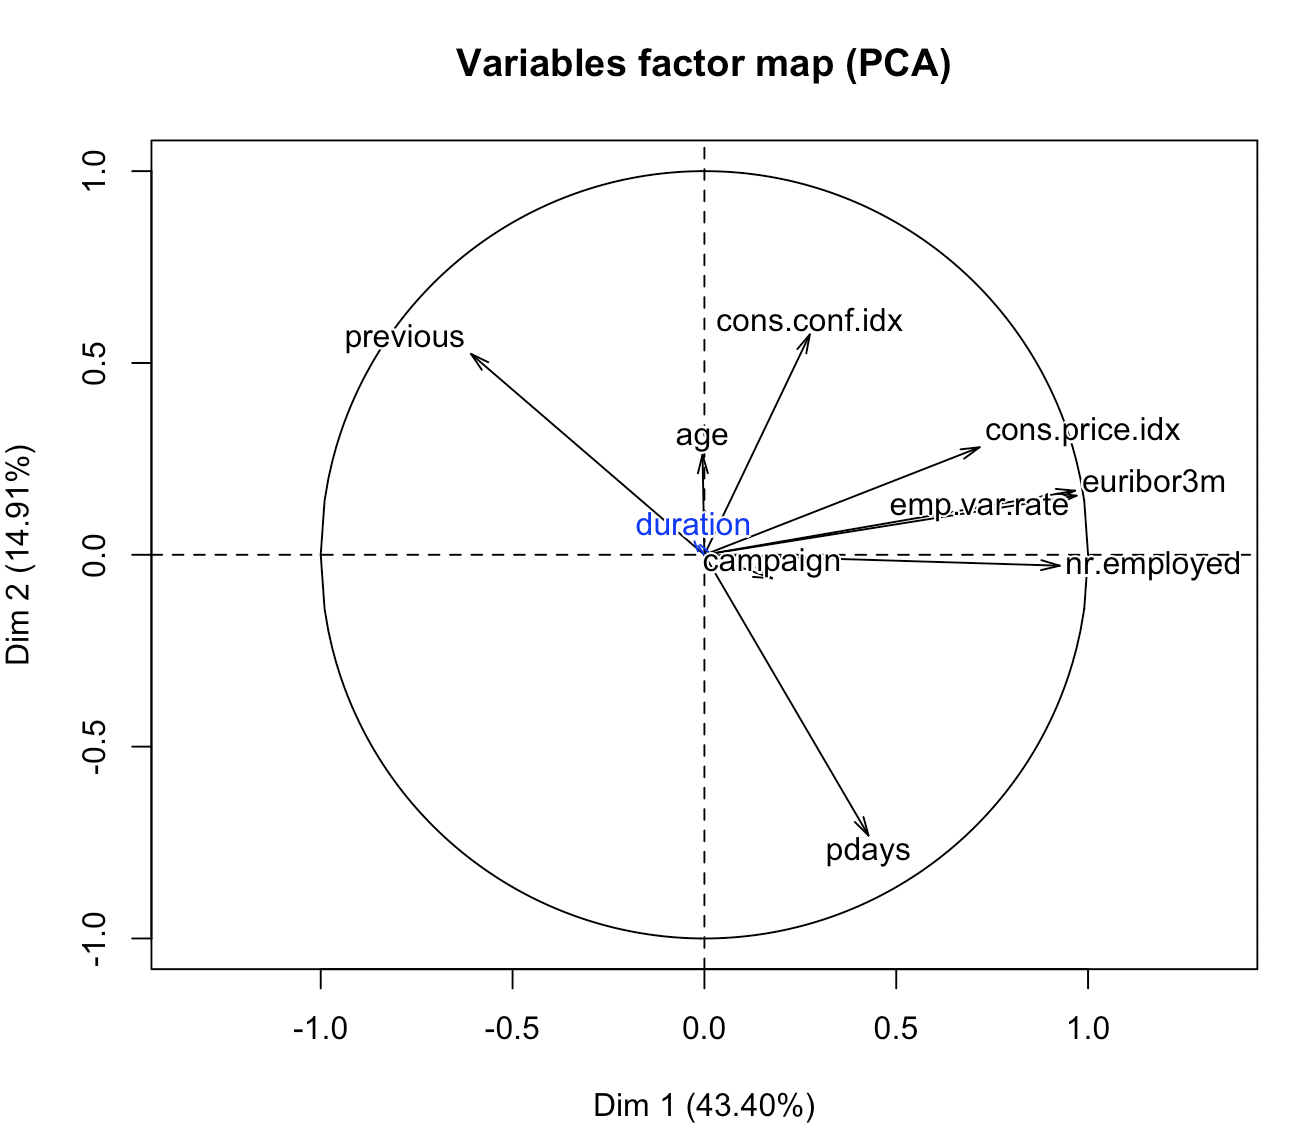 Variables factor map (PCA)
1.0
0.5
0.0
-0.5
-1.0
Dim 2 (14.91%)
previous
cons.conf.idx
age
cons.price.idx
euribor3m
emp.var.rate
duration
campaign
nr.employed
pdays
-1.0 -0.5 0.0 0.5 1.0
Dim 1 (43.40%)